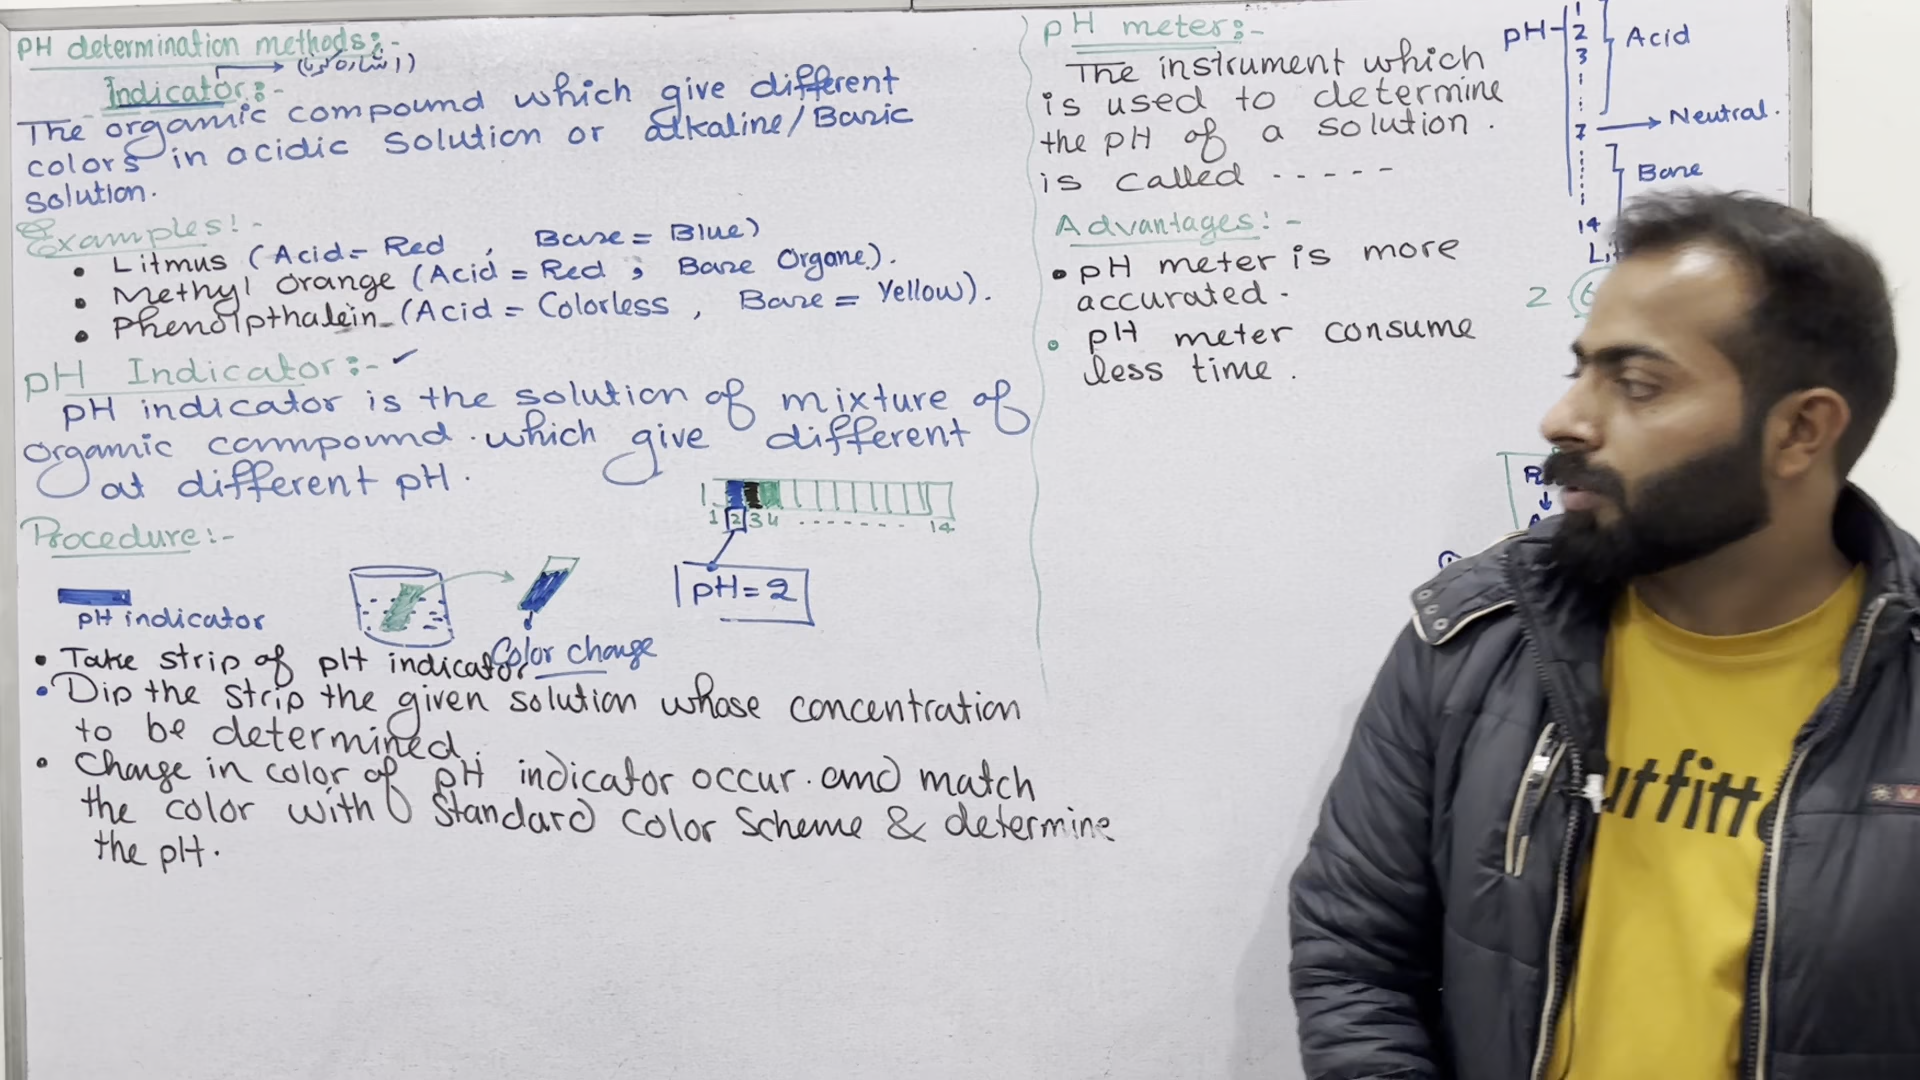 PH determination methods:-
Indicator:- (اشارہ کرنا)
The organic compound which give different
colors in acidic solution or alkaline/Basic
solution.
Examples:-
• Litmus (Acid = Red , Base = Blue)
• Methyl orange (Acid = Red ; Base Organe).
• Phenolpthalein (Acid = Colorless , Base = Yellow).
pH Indicator:- ✓
pH indicator is the solution of mixture of
organic compound which give different
at different pH.
1 2 3 4 ------- 14
Procedure:-
pH = 2
pH indicator
Color change
• Take strip of pH indicator
• Dip the strip the given solution whose concentration
to be determined.
• Change in color of pH indicator occur and match
the color with Standard Color Scheme & determine
the pH.
pH meter:-
The instrument which
is used to determine
the pH of a solution.
is called -----
Advantages:-
• pH meter is more
accurated.
• pH meter consume
less time.
1
pH- 2 Acid
3
7 → Neutral.
Base
14
Lit
2 6
utfitte